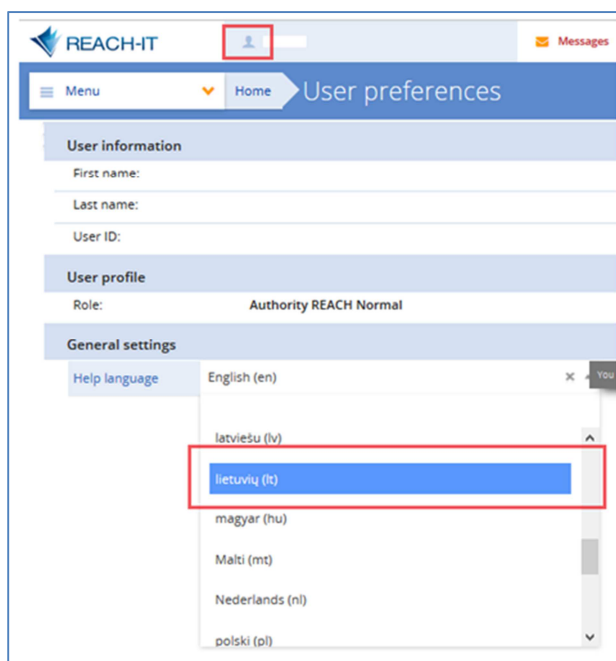 REACH-IT
Messages
Menu
Home
User preferences
User information
First name:
Last name:
User ID:
User profile
Role: Authority REACH Normal
General settings
Help language English (en)
You
latviešu (lv)
lietuvių (lt)
magyar (hu)
Malti (mt)
Nederlands (nl)
polski (pl)